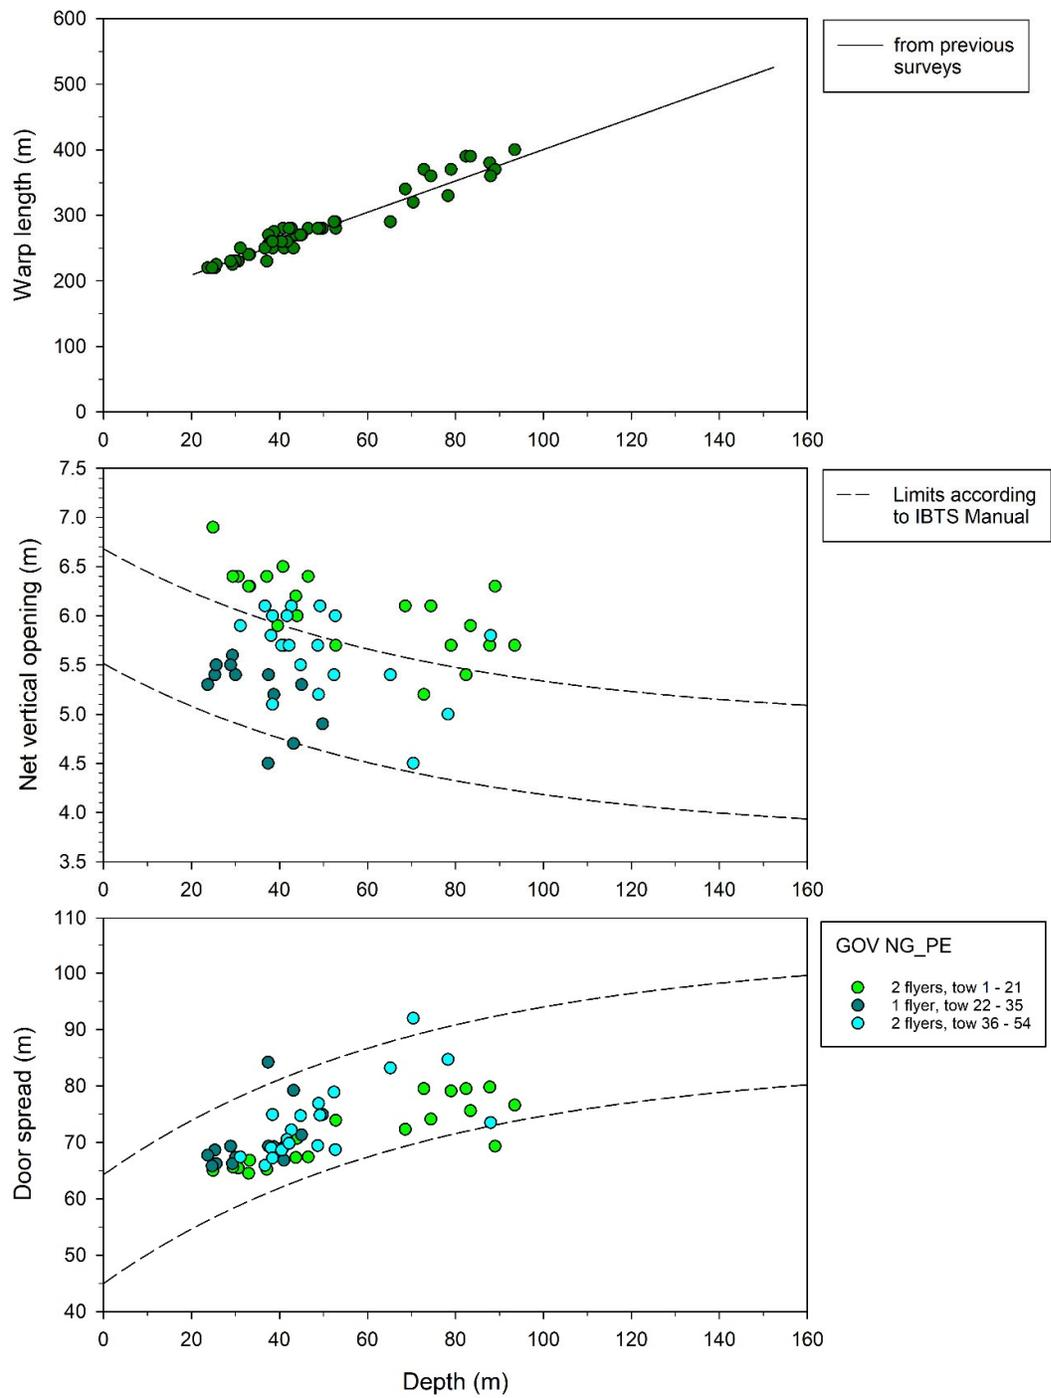 600
500
400
300
200
100
0
Warp length (m)
0 20 40 60 80 100 120 140 160
from previous
surveys
7.5
7.0
6.5
6.0
5.5
5.0
4.5
4.0
3.5
Net vertical opening (m)
0 20 40 60 80 100 120 140 160
Limits according
to IBTS Manual
110
100
90
80
70
60
50
40
Door spread (m)
0 20 40 60 80 100 120 140 160
Depth (m)
GOV NG_PE
2 flyers, tow 1 - 21
1 flyer, tow 22 - 35
2 flyers, tow 36 - 54